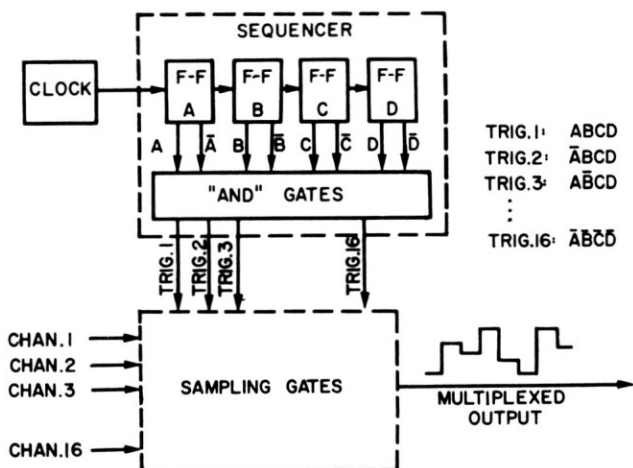 SEQUENCER
CLOCK
F-F F-F F-F F-F
A B C D
A Ā B B̄ C C̄ D D̄
"AND" GATES
TRIG.1 TRIG.2 TRIG.3 TRIG.16
TRIG.1: ABCD
TRIG.2: ĀBCD
TRIG.3: AB̄CD
⋮
TRIG.16: ĀB̄C̄D̄
CHAN.1
CHAN.2
CHAN.3
CHAN.16
SAMPLING GATES
MULTIPLEXED
OUTPUT